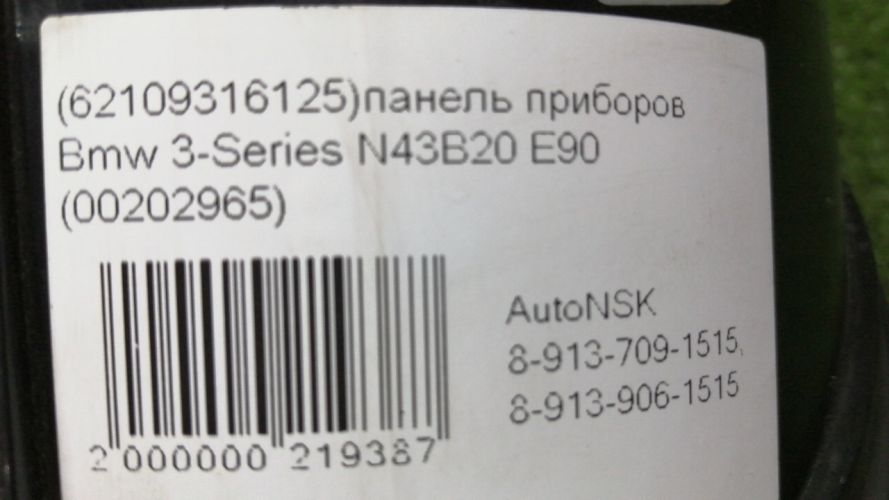 (62109316125)панель приборов
Bmw 3-Series N43B20 E90
(00202965)
AutoNSK
8-913-709-1515,
8-913-906-1515
2 000000 219387